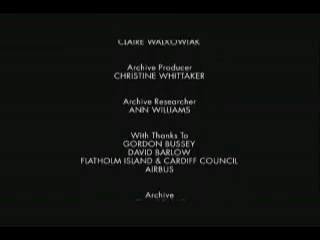 CLAIRE WALKOWIAK
Archive Producer
CHRISTINE WHITTAKER
Archive Researcher
ANN WILLIAMS
With Thanks To
GORDON BUSSEY
DAVID BARLOW
FLATHOLM ISLAND & CARDIFF COUNCIL
AIRBUS
Archive